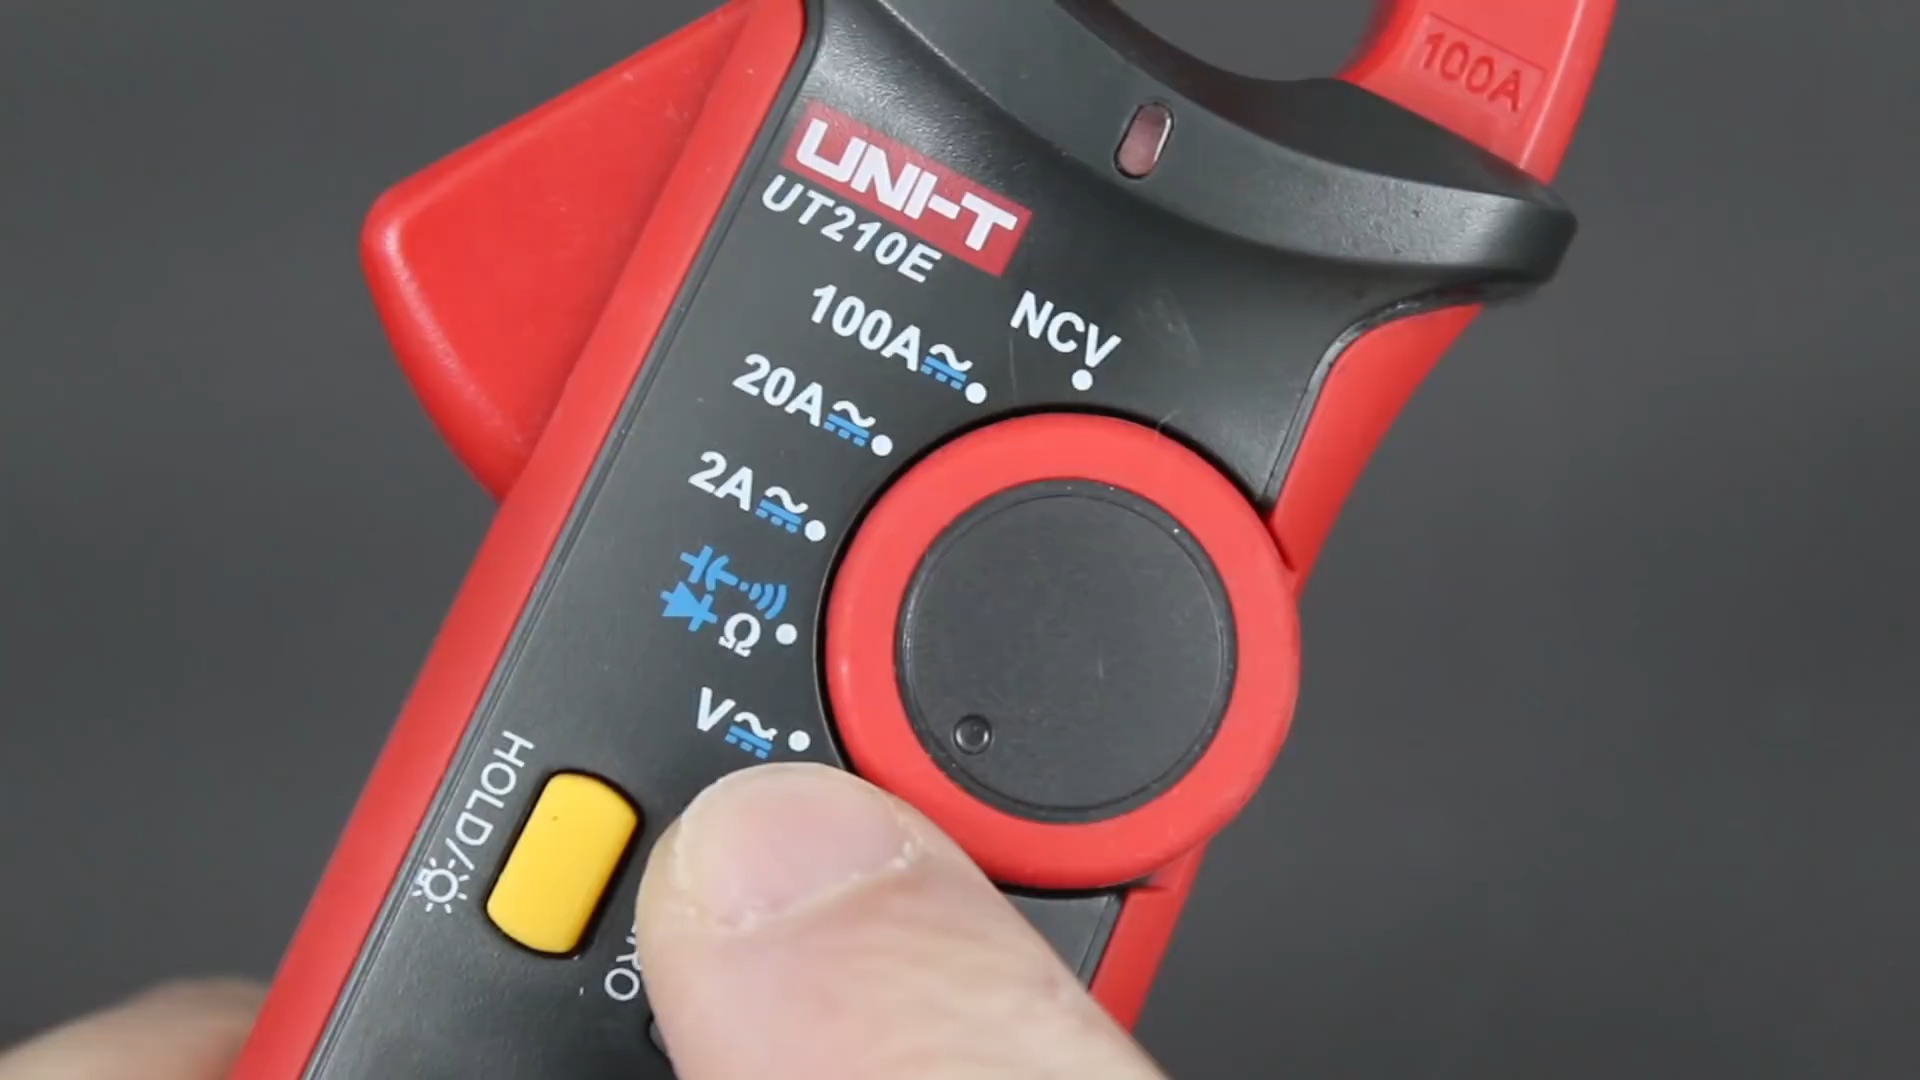 100A
UNI-T
UT210E
NCV
100A
20A
2A
Ω
V
HOLD/